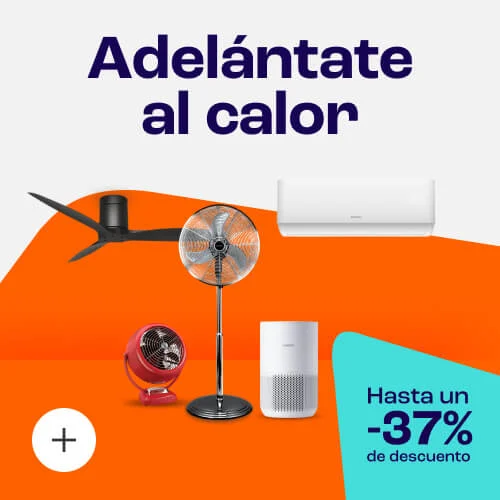 Adelántate
al calor
Hasta un
-37%
de descuento